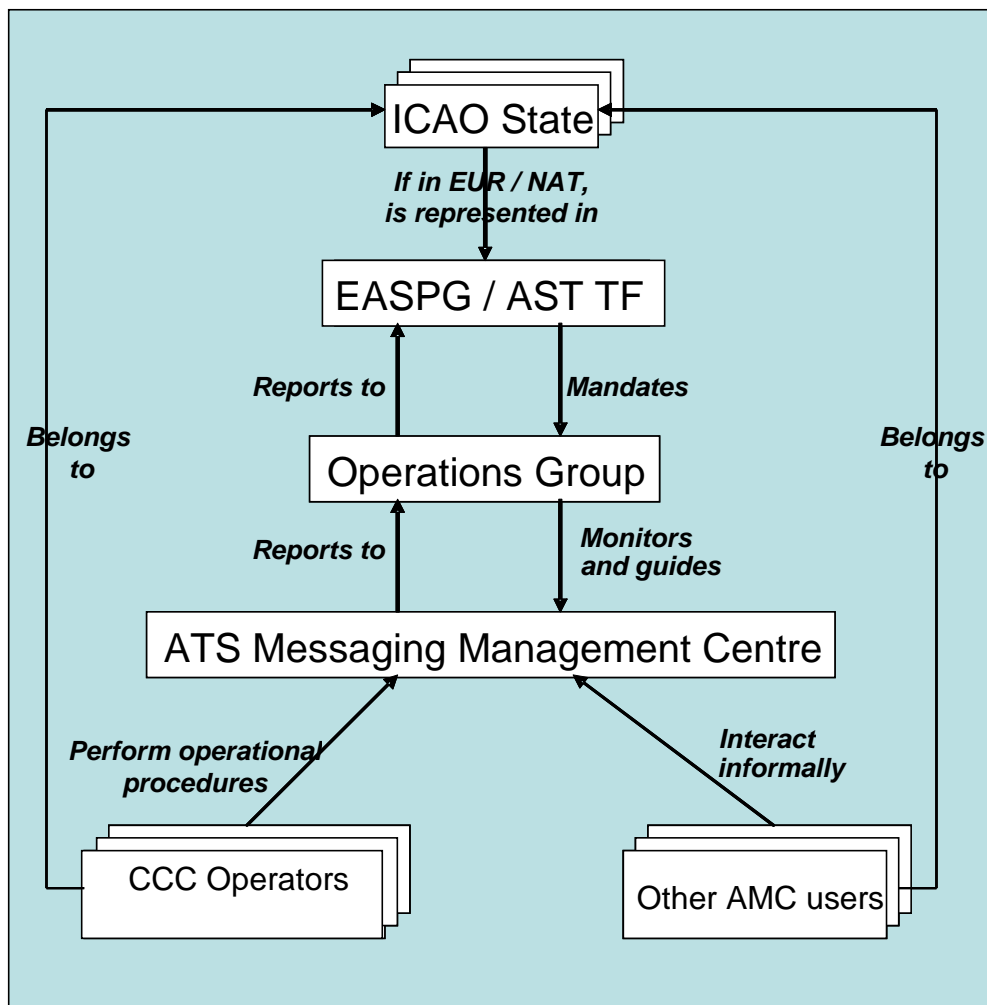 ICAO State
If in EUR / NAT,
is represented in
EASPG / AST TF
Reports to
Mandates
Belongs
to
Belongs
to
Operations Group
Reports to
Monitors
and guides
ATS Messaging Management Centre
Perform operational
procedures
Interact
informally
CCC Operators
Other AMC users